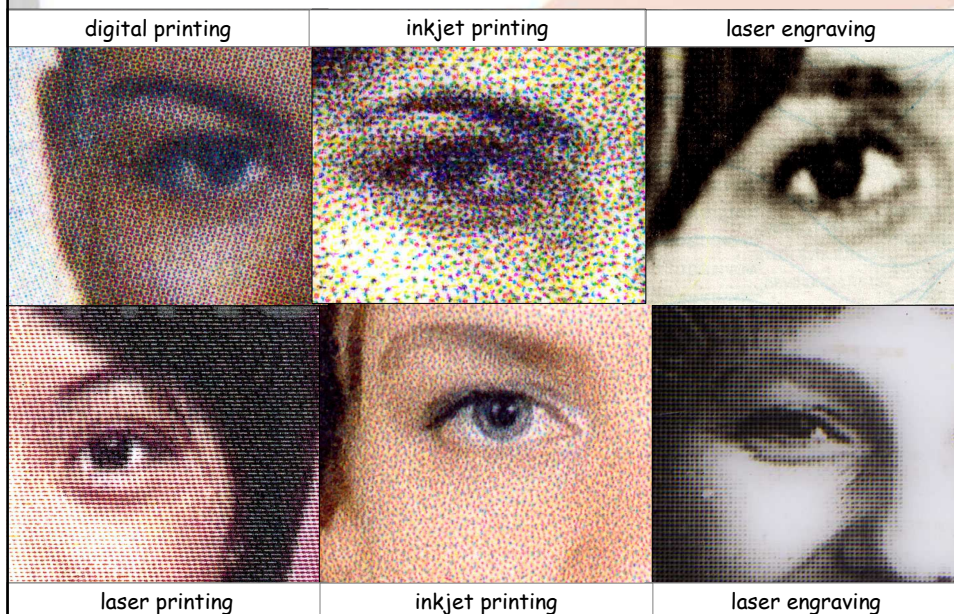 digital printing
inkjet printing
laser engraving
laser printing
inkjet printing
laser engraving